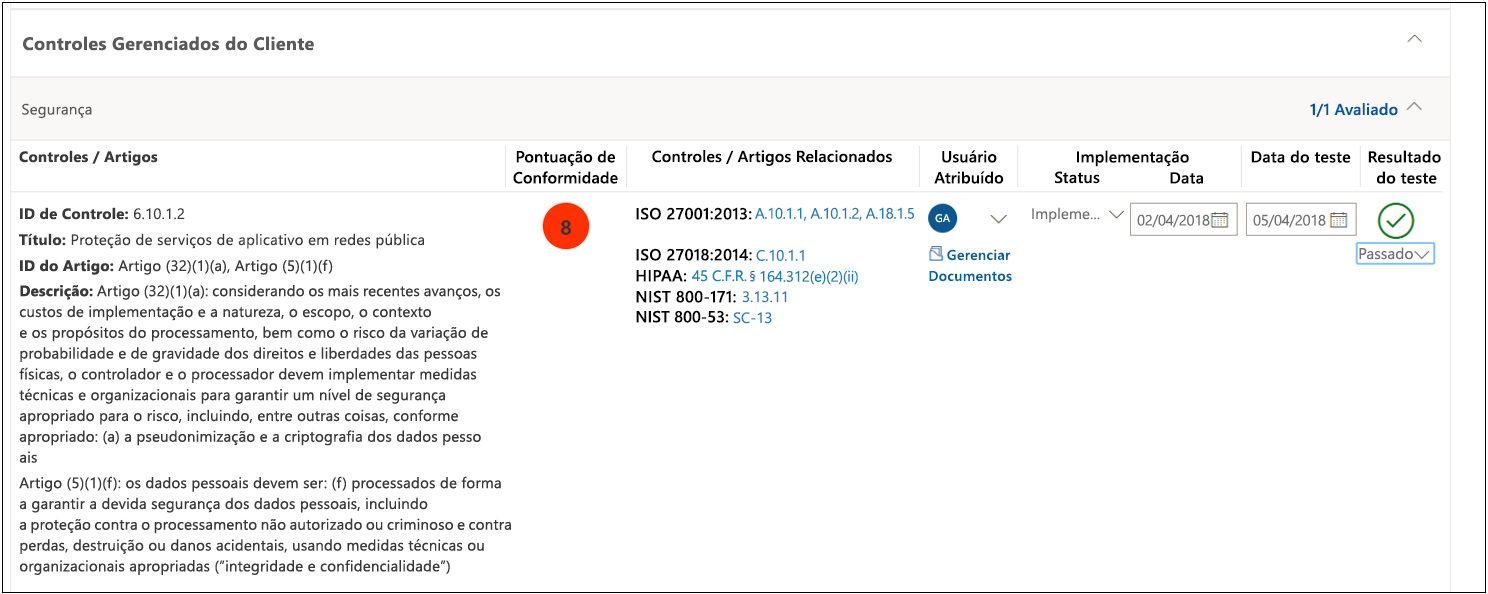 Controles Gerenciados do Cliente
Segurança
1/1 Avaliado
Controles / Artigos
Pontuação de
Conformidade
Controles / Artigos Relacionados
Usuário
Atribuído
Implementação
Status
Data
Data do teste
Resultado
do teste
ID de Controle: 6.10.1.2
Título: Proteção de serviços de aplicativo em redes pública
ID do Artigo: Artigo (32)(1)(a), Artigo (5)(1)(f)
Descrição: Artigo (32)(1)(a): considerando os mais recentes avanços, os
custos de implementação e a natureza, o escopo, o contexto
e os propósitos do processamento, bem como o risco da variação de
probabilidade e de gravidade dos direitos e liberdades das pessoas
físicas, o controlador e o processador devem implementar medidas
técnicas e organizacionais para garantir um nível de segurança
apropriado para o risco, incluindo, entre outras coisas, conforme
apropriado: (a) a pseudonimização e a criptografia dos dados pesso
ais
Artigo (5)(1)(f): os dados pessoais devem ser: (f) processados de forma
a garantir a devida segurança dos dados pessoais, incluindo
a proteção contra o processamento não autorizado ou criminoso e contra
perdas, destruição ou danos acidentais, usando medidas técnicas ou
organizacionais apropriadas ("integridade e confidencialidade")
8
ISO 27001:2013: A.10.1.1, A.10.1.2, A.18.1.5
ISO 27018:2014: C.10.1.1
HIPAA: 45 C.F.R. § 164.312(e)(2)(ii)
NIST 800-171: 3.13.11
NIST 800-53: SC-13
GA
Gerenciar
Documentos
Impleme...
02/04/2018
05/04/2018
Passado